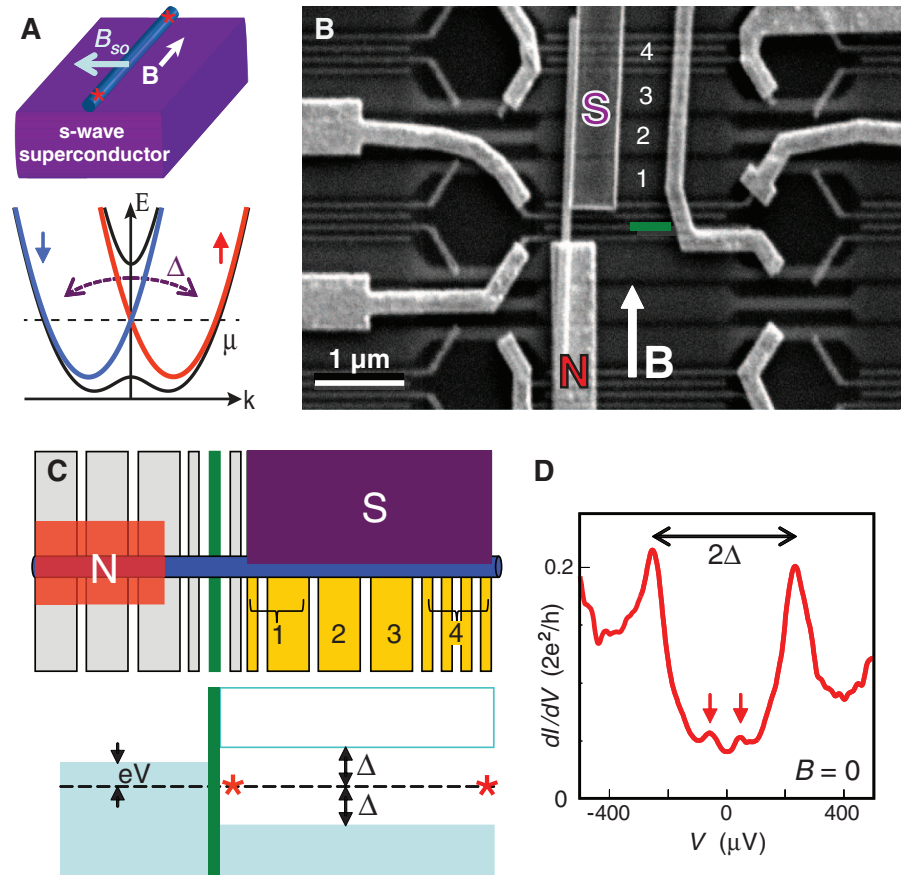 A
B_so
B
s-wave
superconductor
E
Δ
μ
k
B
S
4
3
2
1
1 μm
N
B
C
S
N
1
2
3
4
eV
Δ
Δ
D
2Δ
0.2
dI/dV (2e²/h)
0
B = 0
-400
0
400
V (μV)